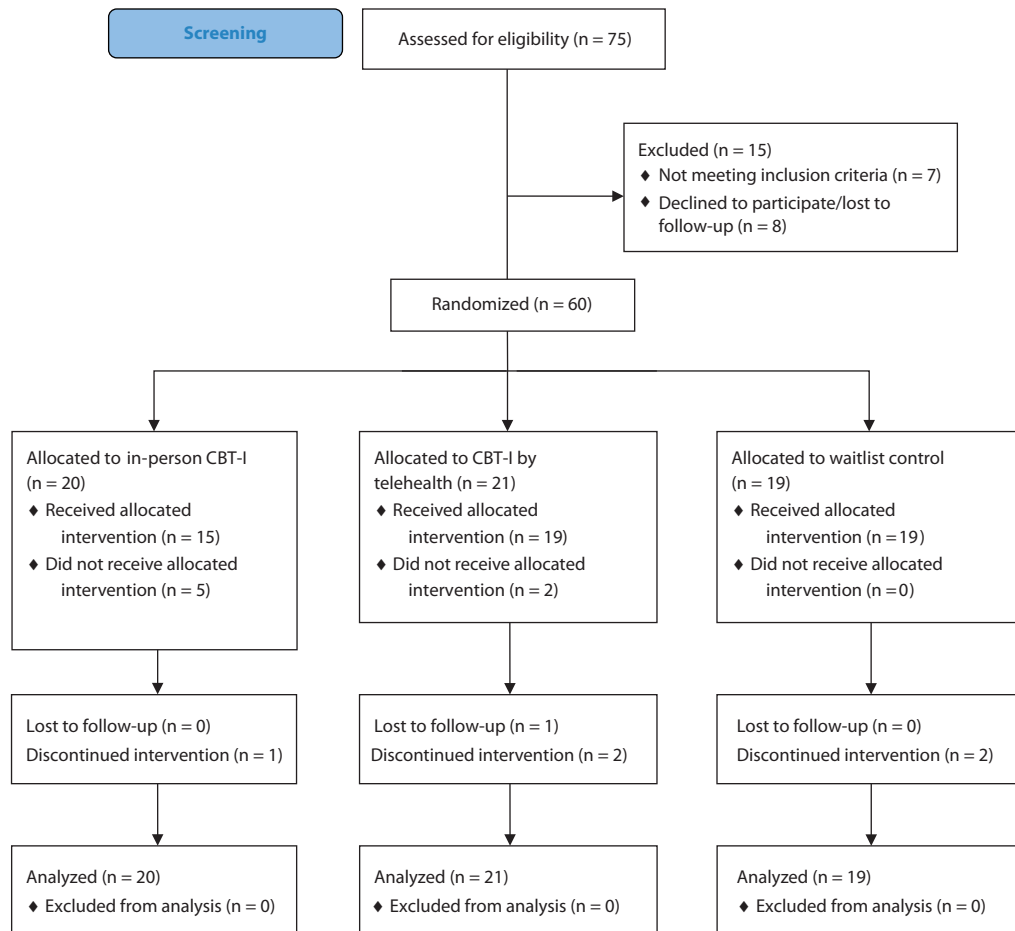 Screening
Assessed for eligibility (n = 75)
Excluded (n = 15)
♦ Not meeting inclusion criteria (n = 7)
♦ Declined to participate/lost to
follow-up (n = 8)
Randomized (n = 60)
Allocated to in-person CBT-I
(n = 20)
♦ Received allocated
intervention (n = 15)
♦ Did not receive allocated
intervention (n = 5)
Allocated to CBT-I by
telehealth (n = 21)
♦ Received allocated
intervention (n = 19)
♦ Did not receive allocated
intervention (n = 2)
Allocated to waitlist control
(n = 19)
♦ Received allocated
intervention (n = 19)
♦ Did not receive allocated
intervention (n = 0)
Lost to follow-up (n = 0)
Discontinued intervention (n = 1)
Lost to follow-up (n = 1)
Discontinued intervention (n = 2)
Lost to follow-up (n = 0)
Discontinued intervention (n = 2)
Analyzed (n = 20)
♦ Excluded from analysis (n = 0)
Analyzed (n = 21)
♦ Excluded from analysis (n = 0)
Analyzed (n = 19)
♦ Excluded from analysis (n = 0)